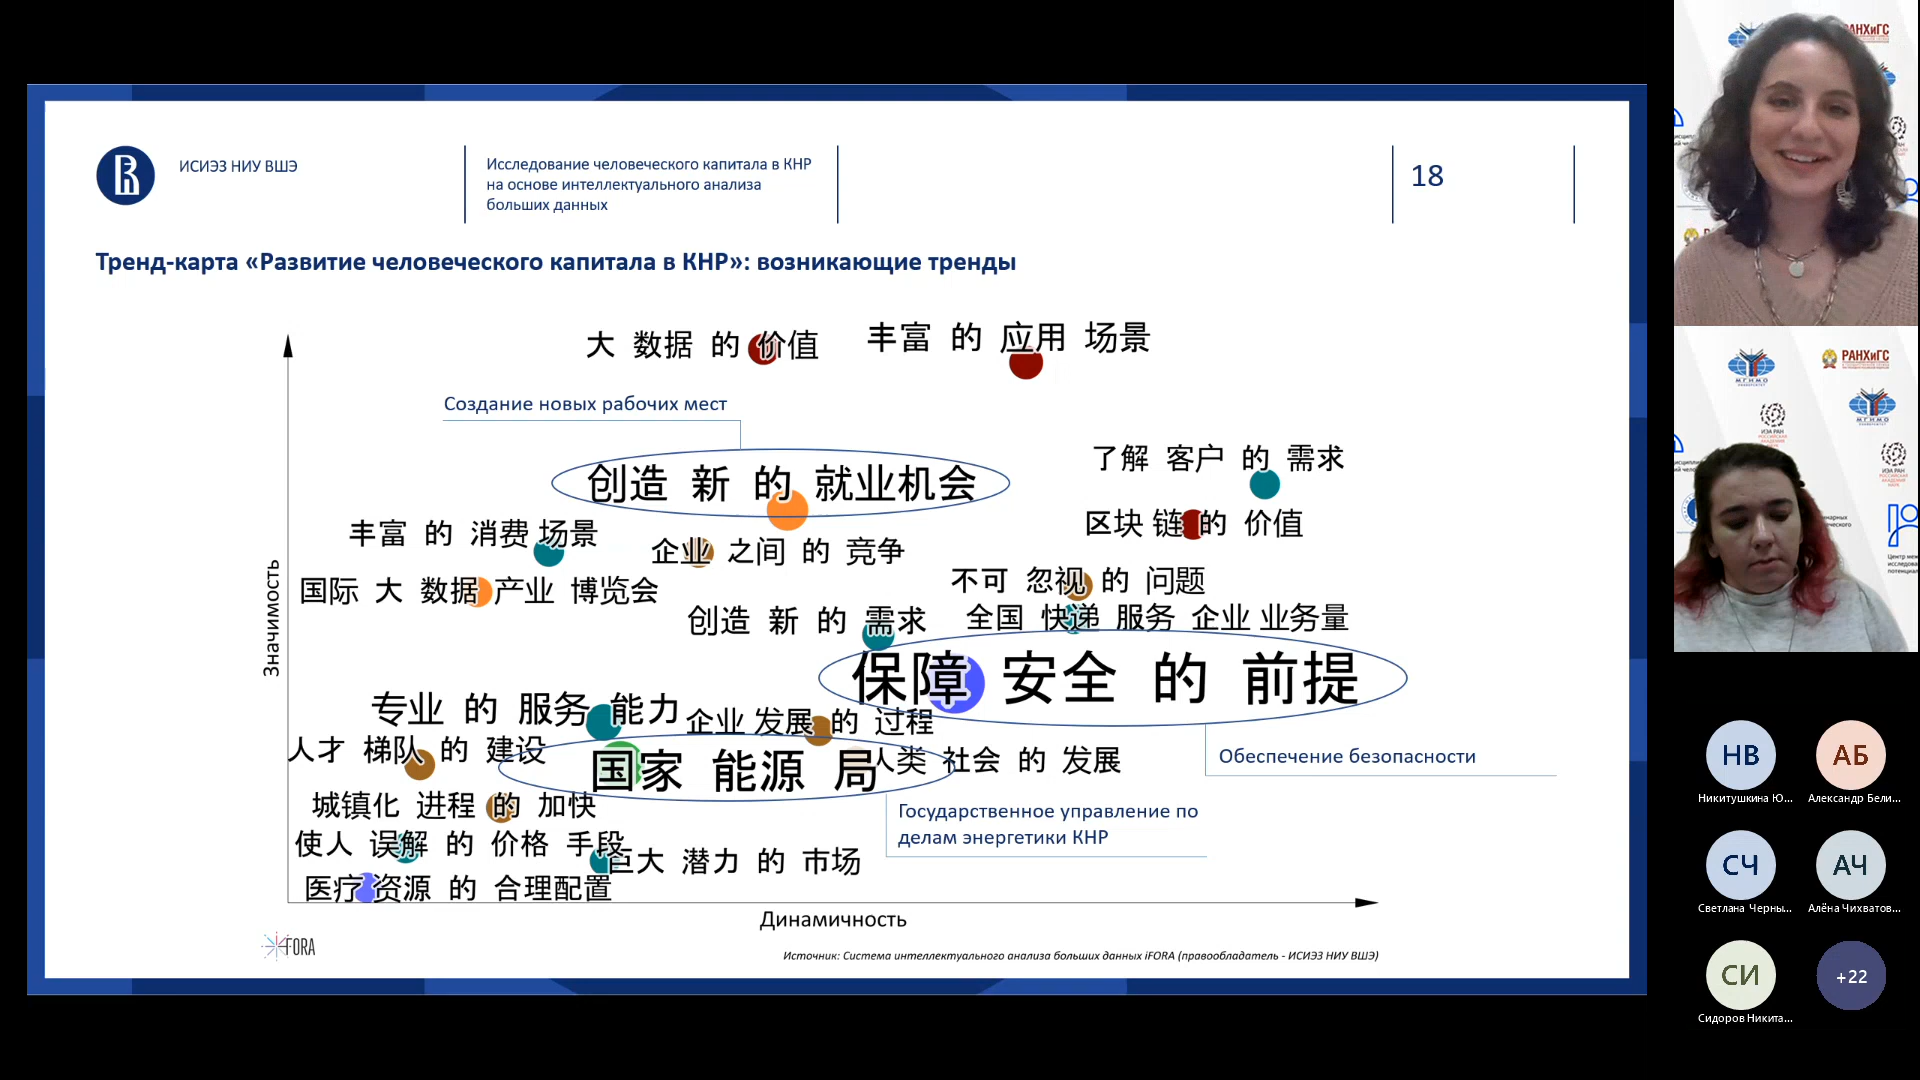 ИСИЭЗ НИУ ВШЭ
Исследование человеческого капитала в КНР
на основе интеллектуального анализа
больших данных
18
Тренд-карта «Развитие человеческого капитала в КНР»: возникающие тренды
大 数据 的 价值
丰富 的 应用 场景
Создание новых рабочих мест
了解 客户 的 需求
创造 新 的 就业机会
区块 链 的 价值
丰富 的 消费 场景
企业 之间 的 竞争
不可 忽视 的 问题
国际 大 数据 产业 博览会
创造 新 的 需求
全国 快递 服务 企业 业务量
保障 安全 的 前提
专业 的 服务 能力
企业 发展 的 过程
人才 梯队 的 建设
国家 能源 局
人类 社会 的 发展
Обеспечение безопасности
城镇化 进程 的 加快
Государственное управление по
делам энергетики КНР
使人 误解 的 价格 手段
巨大 潜力 的 市场
医疗 资源 的 合理配置
Значимость
Динамичность
iFORA
Источник: Система интеллектуального анализа больших данных iFORA (правообладатель - ИСИЭЗ НИУ ВШЭ)
РАНХиГС
МГИМО
УНИВЕРСИТЕТ
ИЭА РАН
НВ
Никитушкина Ю...
АБ
Александр Бели...
СЧ
Светлана Черны...
АЧ
Алёна Чихватов...
СИ
Сидоров Никита...
+22